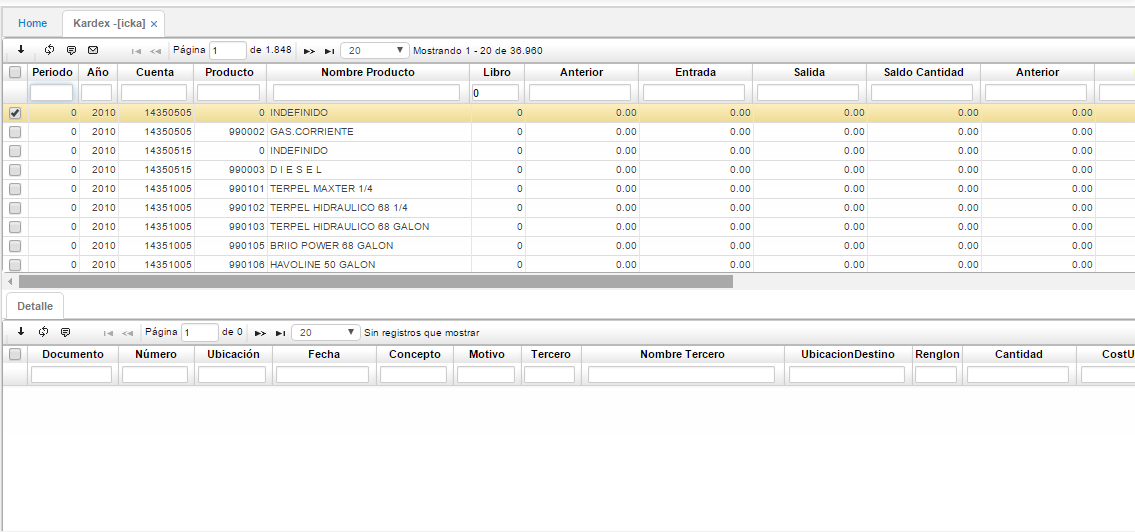 Home Kardex -[icka] ×
Página 1 de 1.848 20 Mostrando 1 - 20 de 36.960
Periodo Año Cuenta Producto Nombre Producto Libro Anterior Entrada Salida Saldo Cantidad Anterior
0
0 2010 14350505 0 INDEFINIDO 0 0.00 0.00 0.00 0.00 0.00
0 2010 14350505 990002 GAS.CORRIENTE 0 0.00 0.00 0.00 0.00 0.00
0 2010 14350515 0 INDEFINIDO 0 0.00 0.00 0.00 0.00 0.00
0 2010 14350515 990003 D I E S E L 0 0.00 0.00 0.00 0.00 0.00
0 2010 14351005 990101 TERPEL MAXTER 1/4 0 0.00 0.00 0.00 0.00 0.00
0 2010 14351005 990102 TERPEL HIDRAULICO 68 1/4 0 0.00 0.00 0.00 0.00 0.00
0 2010 14351005 990103 TERPEL HIDRAULICO 68 GALON 0 0.00 0.00 0.00 0.00 0.00
0 2010 14351005 990105 BRIIO POWER 68 GALON 0 0.00 0.00 0.00 0.00 0.00
0 2010 14351005 990106 HAVOLINE 50 GALON 0 0.00 0.00 0.00 0.00 0.00
Detalle
Página 1 de 0 20 Sin registros que mostrar
Documento Número Ubicación Fecha Concepto Motivo Tercero Nombre Tercero UbicacionDestino Renglon Cantidad CostU